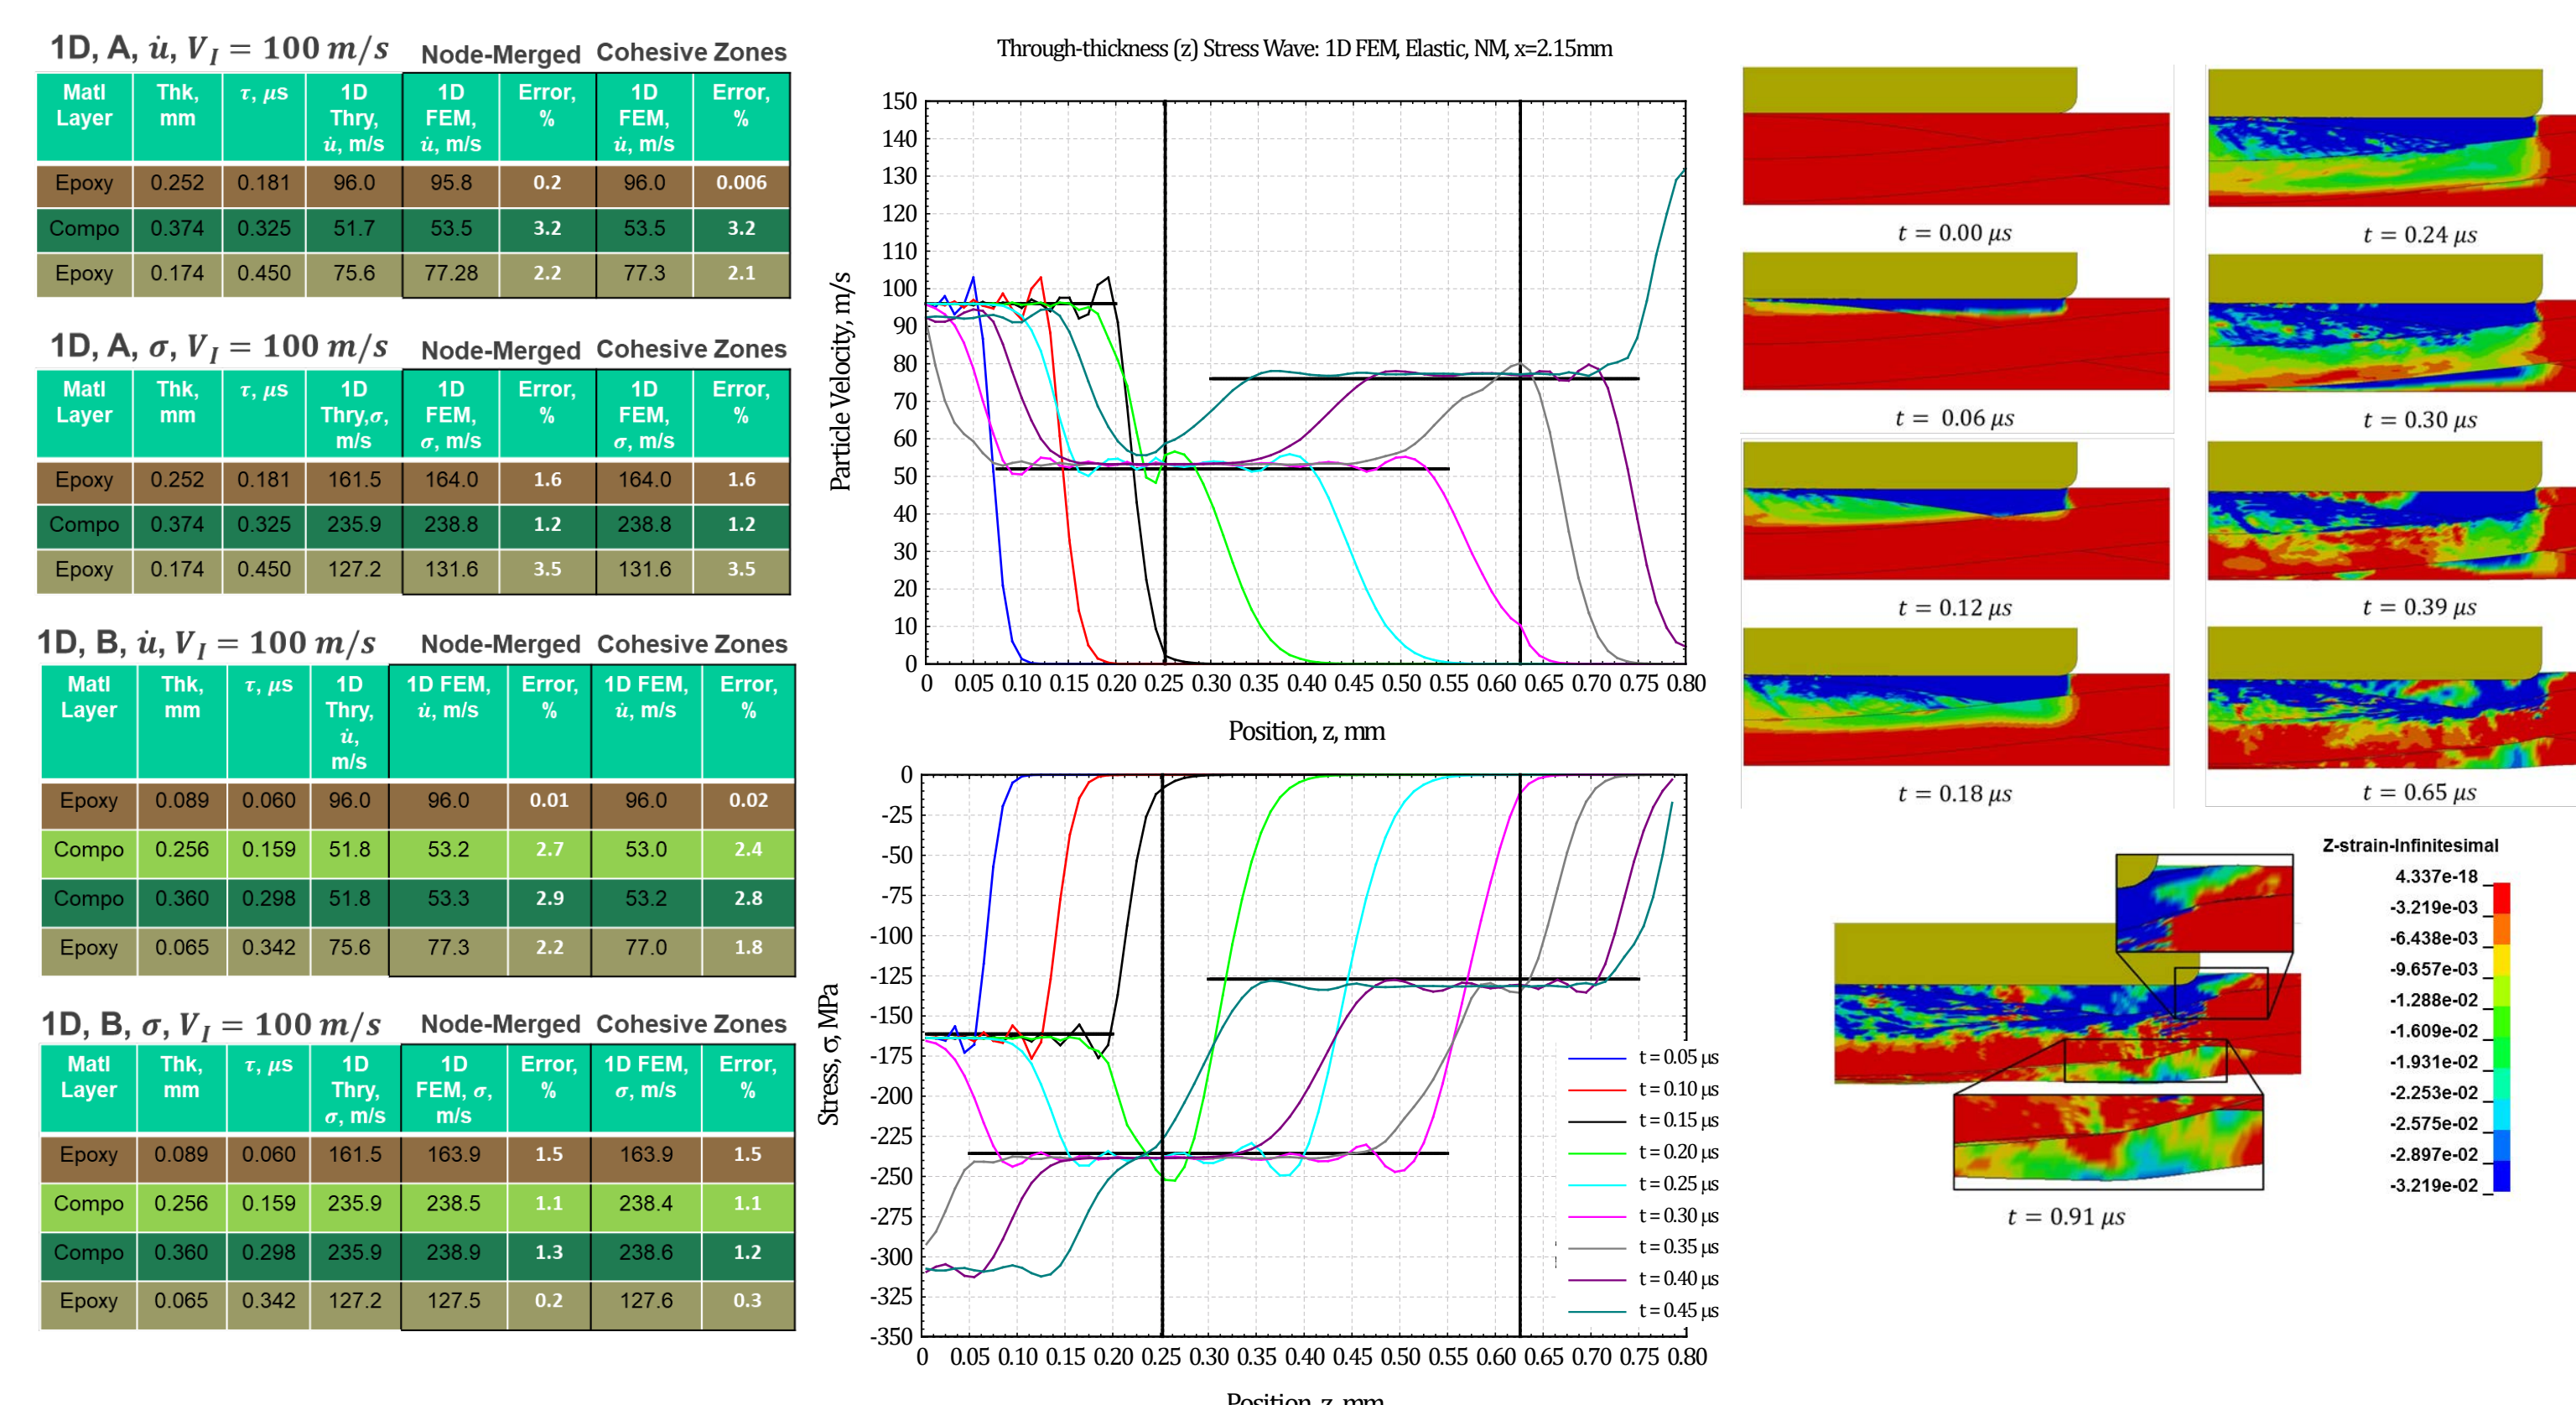 1D, A, u̇, V_I = 100 m/s Node-Merged Cohesive Zones
Matl Layer Thk, mm τ, μs 1D Thry, u̇, m/s 1D FEM, u̇, m/s Error, % 1D FEM, u̇, m/s Error, %
Epoxy 0.252 0.181 96.0 95.8 0.2 96.0 0.006
Compo 0.374 0.325 51.7 53.5 3.2 53.5 3.2
Epoxy 0.174 0.450 75.6 77.28 2.2 77.3 2.1
1D, A, σ, V_I = 100 m/s Node-Merged Cohesive Zones
Matl Layer Thk, mm τ, μs 1D Thry,σ, m/s 1D FEM, σ, m/s Error, % 1D FEM, σ, m/s Error, %
Epoxy 0.252 0.181 161.5 164.0 1.6 164.0 1.6
Compo 0.374 0.325 235.9 238.8 1.2 238.8 1.2
Epoxy 0.174 0.450 127.2 131.6 3.5 131.6 3.5
1D, B, u̇, V_I = 100 m/s Node-Merged Cohesive Zones
Matl Layer Thk, mm τ, μs 1D Thry, u̇, m/s 1D FEM, u̇, m/s Error, % 1D FEM, u̇, m/s Error, %
Epoxy 0.089 0.060 96.0 96.0 0.01 96.0 0.02
Compo 0.256 0.159 51.8 53.2 2.7 53.0 2.4
Compo 0.360 0.298 51.8 53.3 2.9 53.2 2.8
Epoxy 0.065 0.342 75.6 77.3 2.2 77.0 1.8
1D, B, σ, V_I = 100 m/s Node-Merged Cohesive Zones
Matl Layer Thk, mm τ, μs 1D Thry, σ, m/s 1D FEM, σ, m/s Error, % 1D FEM, σ, m/s Error, %
Epoxy 0.089 0.060 161.5 163.9 1.5 163.9 1.5
Compo 0.256 0.159 235.9 238.5 1.1 238.4 1.1
Compo 0.360 0.298 235.9 238.9 1.3 238.6 1.2
Epoxy 0.065 0.342 127.2 127.5 0.2 127.6 0.3
Through-thickness (z) Stress Wave: 1D FEM, Elastic, NM, x=2.15mm
Particle Velocity, m/s
150
140
130
120
110
100
90
80
70
60
50
40
30
20
10
0
0 0.05 0.10 0.15 0.20 0.25 0.30 0.35 0.40 0.45 0.50 0.55 0.60 0.65 0.70 0.75 0.80
Position, z, mm
Stress, σ, MPa
0
-25
-50
-75
-100
-125
-150
-175
-200
-225
-250
-275
-300
-325
-350
t = 0.05 μs
t = 0.10 μs
t = 0.15 μs
t = 0.20 μs
t = 0.25 μs
t = 0.30 μs
t = 0.35 μs
t = 0.40 μs
t = 0.45 μs
0 0.05 0.10 0.15 0.20 0.25 0.30 0.35 0.40 0.45 0.50 0.55 0.60 0.65 0.70 0.75 0.80
Position, z, mm
t = 0.00 μs
t = 0.06 μs
t = 0.12 μs
t = 0.18 μs
t = 0.24 μs
t = 0.30 μs
t = 0.39 μs
t = 0.65 μs
t = 0.91 μs
Z-strain-Infinitesimal
4.337e-18
-3.219e-03
-6.438e-03
-9.657e-03
-1.288e-02
-1.609e-02
-1.931e-02
-2.253e-02
-2.575e-02
-2.897e-02
-3.219e-02